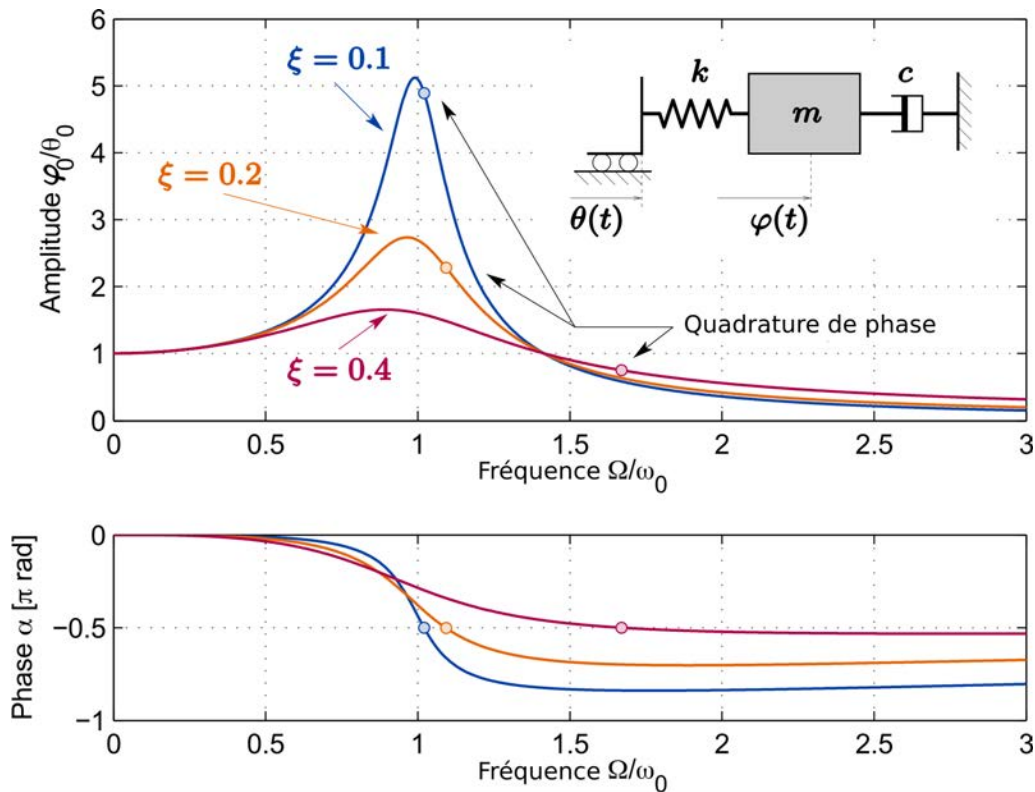 6
5
4
3
2
1
0
Amplitude φ₀/θ₀
ξ = 0.1
ξ = 0.2
ξ = 0.4
k
m
c
θ(t)
φ(t)
Quadrature de phase
0 0.5 1 1.5 2 2.5 3
Fréquence Ω/ω₀
0
−0.5
−1
Phase α [π rad]
0 0.5 1 1.5 2 2.5 3
Fréquence Ω/ω₀